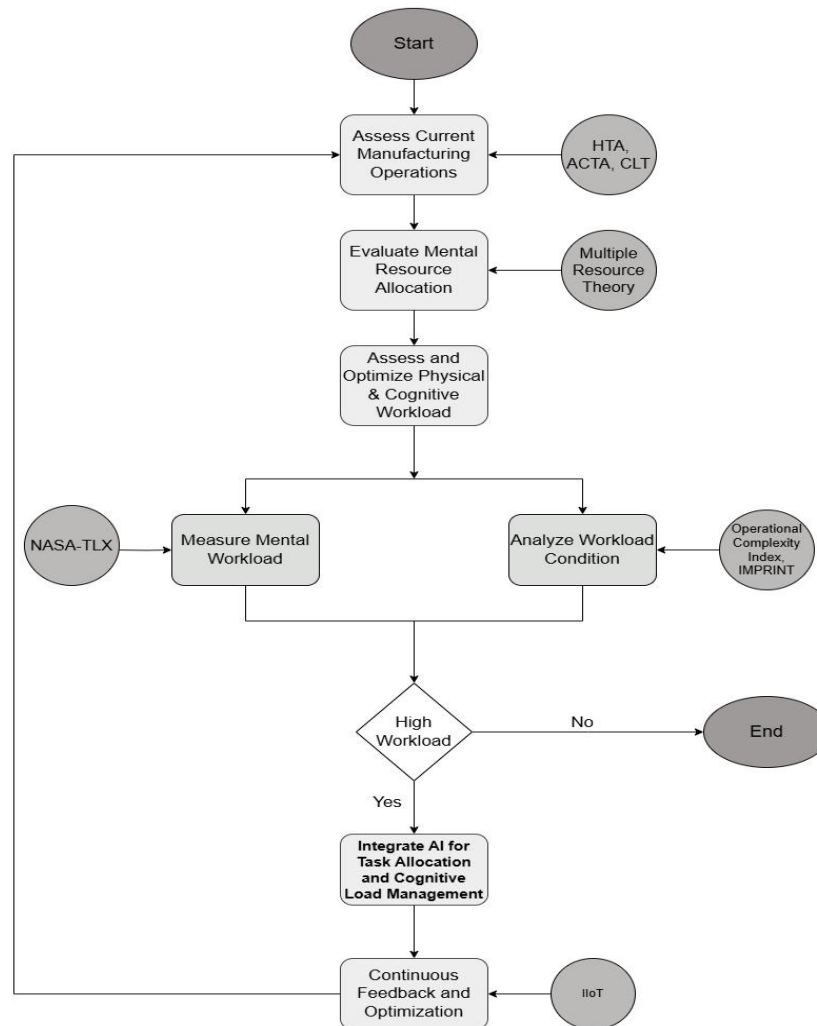 Start
Assess Current
Manufacturing
Operations
HTA,
ACTA, CLT
Evaluate Mental
Resource
Allocation
Multiple
Resource
Theory
Assess and
Optimize Physical
& Cognitive
Workload
NASA-TLX
Measure Mental
Workload
Analyze Workload
Condition
Operational
Complexity
Index,
IMPRINT
High
Workload
No
End
Yes
Integrate AI for
Task Allocation
and Cognitive
Load Management
Continuous
Feedback and
Optimization
IIoT